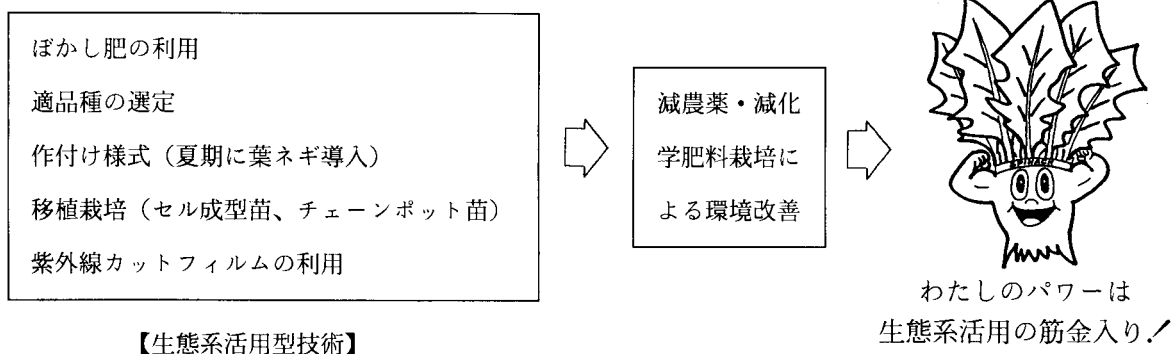 ぼかし肥の利用
適品種の選定
作付け様式（夏期に葉ネギ導入）
移植栽培（セル成型苗、チェーンポット苗）
紫外線カットフィルムの利用
【生態系活用型技術】
減農薬・減化
学肥料栽培に
よる環境改善
SPINACH
わたしのパワーは
生態系活用の筋金入り！